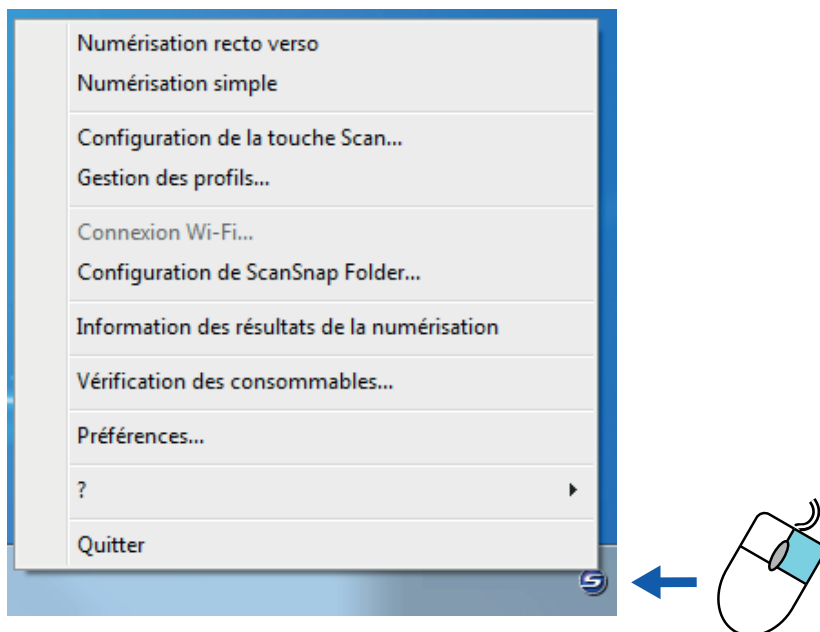 Numérisation recto verso
Numérisation simple
Configuration de la touche Scan...
Gestion des profils...
Connexion Wi-Fi...
Configuration de ScanSnap Folder...
Information des résultats de la numérisation
Vérification des consommables...
Préférences...
?
Quitter